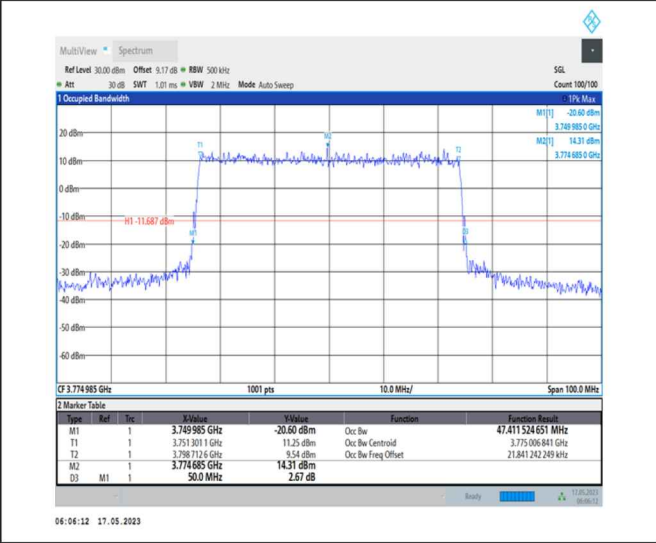 MultiView Spectrum
Ref Level 30.00 dBm Offset 9.17 dB RBW 500 kHz SGL
Att 30 dB SWT 1.01 ms VBW 2 MHz Mode Auto Sweep Count 100/100
1 Occupied Bandwidth 1Pk Max
M1[1] -20.60 dBm
3.749 985 0 GHz
M2[1] 14.31 dBm
3.774 685 0 GHz
20 dBm
M2
T1
T2
10 dBm
0 dBm
-10 dBm
H1 -11.687 dBm
M1
D3
-20 dBm
-30 dBm
-40 dBm
-50 dBm
-60 dBm
CF 3.774 985 GHz 1001 pts 10.0 MHz/ Span 100.0 MHz
2 Marker Table
Type Ref Trc X-Value Y-Value Function Function Result
M1 1 3.749 985 GHz -20.60 dBm Occ Bw 47.411 524 651 MHz
T1 1 3.751 301 1 GHz 11.25 dBm Occ Bw Centroid 3.775 006 841 GHz
T2 1 3.798 712 6 GHz 9.54 dBm Occ Bw Freq Offset 21.841 242 249 kHz
M2 1 3.774 685 GHz 14.31 dBm
D3 M1 1 50.0 MHz 2.67 dB
Ready 17.05.2023
06:06:12
06:06:12 17.05.2023